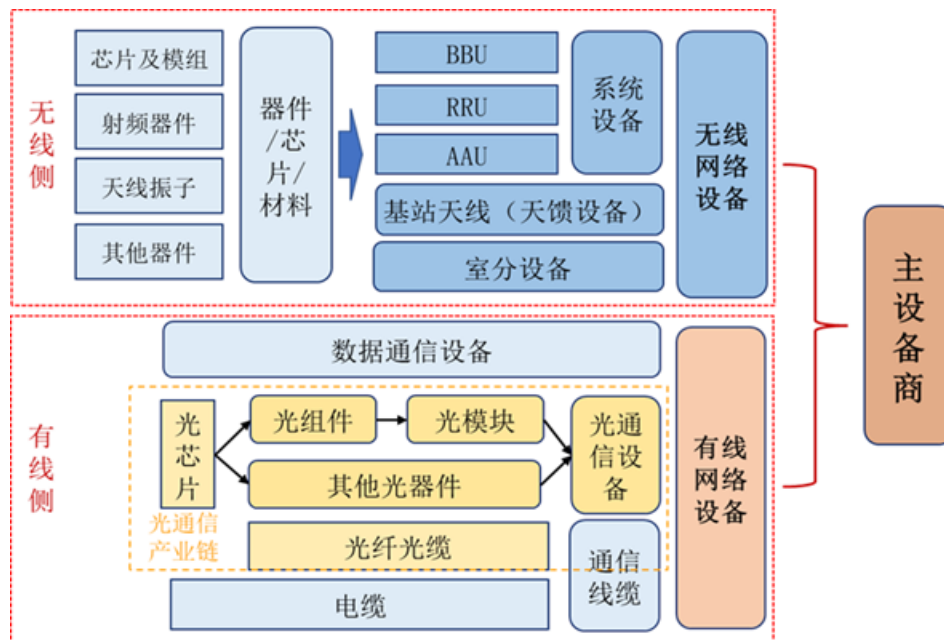 无线侧
芯片及模组
射频器件
天线振子
其他器件
器件
/芯
片/
材料
BBU
RRU
AAU
系统
设备
基站天线（天馈设备）
室分设备
无线
网络
设备
主设备商
有线侧
数据通信设备
光芯片
光组件
光模块
其他光器件
光通
信设
备
光通信
产业链
光纤光缆
电缆
通信
线缆
有线
网络
设备